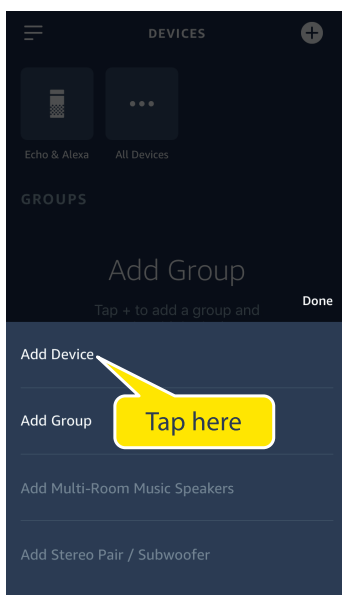 DEVICES
Echo & Alexa
All Devices
GROUPS
Add Group
Tap + to add a group and
Done
Add Device
Add Group
Tap here
Add Multi-Room Music Speakers
Add Stereo Pair / Subwoofer